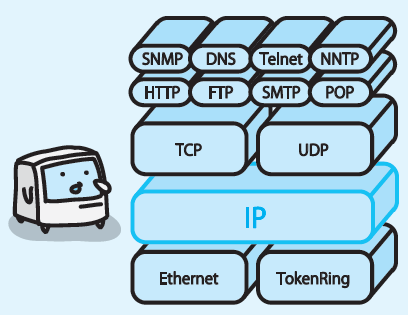 SNMP DNS Telnet NNTP
HTTP FTP SMTP POP
TCP UDP
IP
Ethernet TokenRing